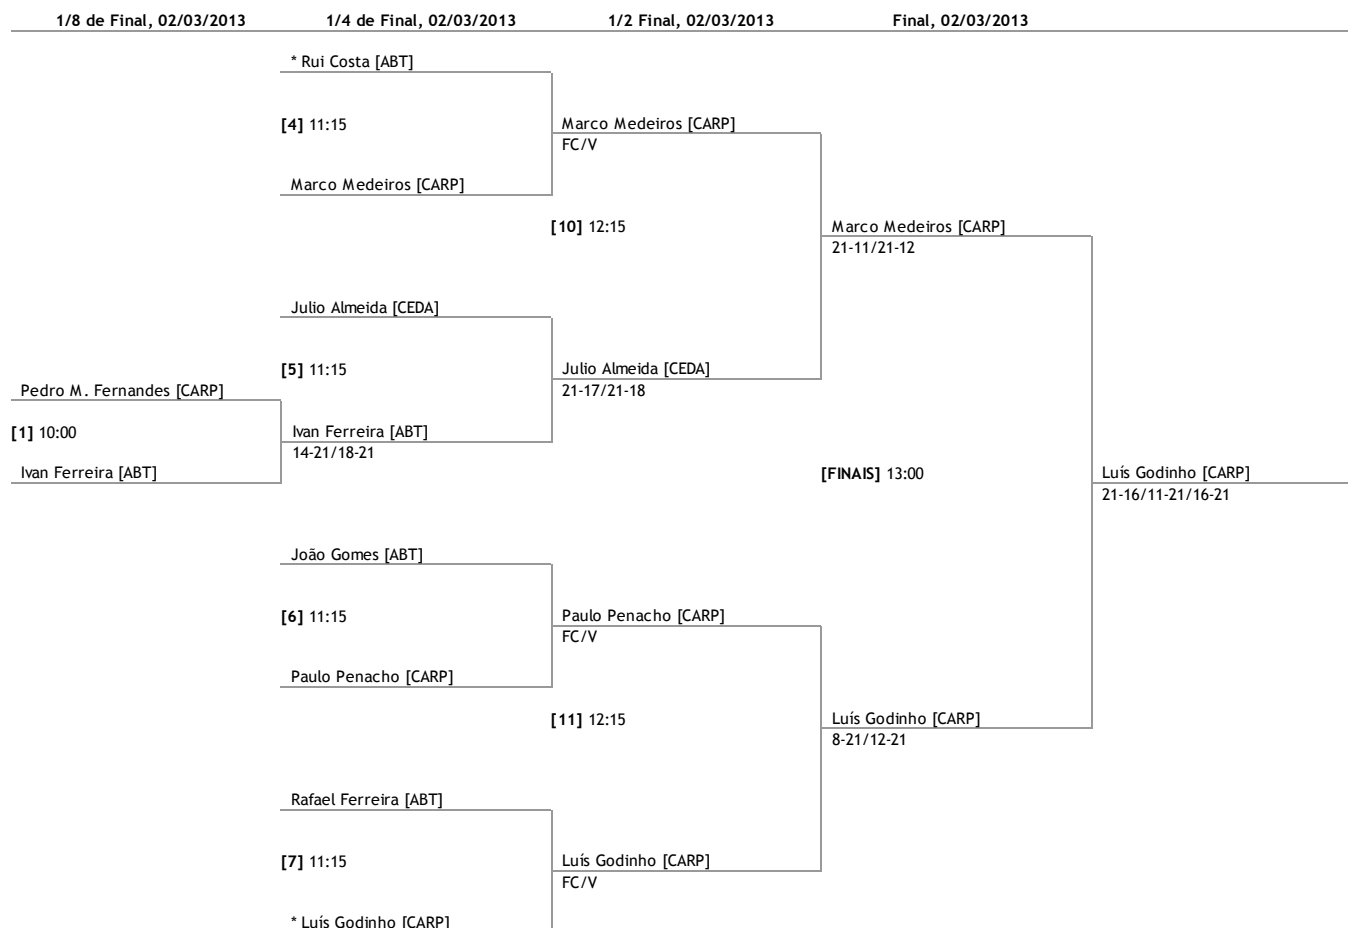 1/8 de Final, 02/03/2013 1/4 de Final, 02/03/2013 1/2 Final, 02/03/2013 Final, 02/03/2013
* Rui Costa [ABT]
[4] 11:15 Marco Medeiros [CARP]
FC/V
Marco Medeiros [CARP]
[10] 12:15 Marco Medeiros [CARP]
21-11/21-12
Julio Almeida [CEDA]
[5] 11:15 Julio Almeida [CEDA]
Pedro M. Fernandes [CARP] 21-17/21-18
[1] 10:00 Ivan Ferreira [ABT]
14-21/18-21
Ivan Ferreira [ABT] [FINAIS] 13:00 Luís Godinho [CARP]
21-16/11-21/16-21
João Gomes [ABT]
[6] 11:15 Paulo Penacho [CARP]
FC/V
Paulo Penacho [CARP]
[11] 12:15 Luís Godinho [CARP]
8-21/12-21
Rafael Ferreira [ABT]
[7] 11:15 Luís Godinho [CARP]
FC/V
* Luís Godinho [CARP]